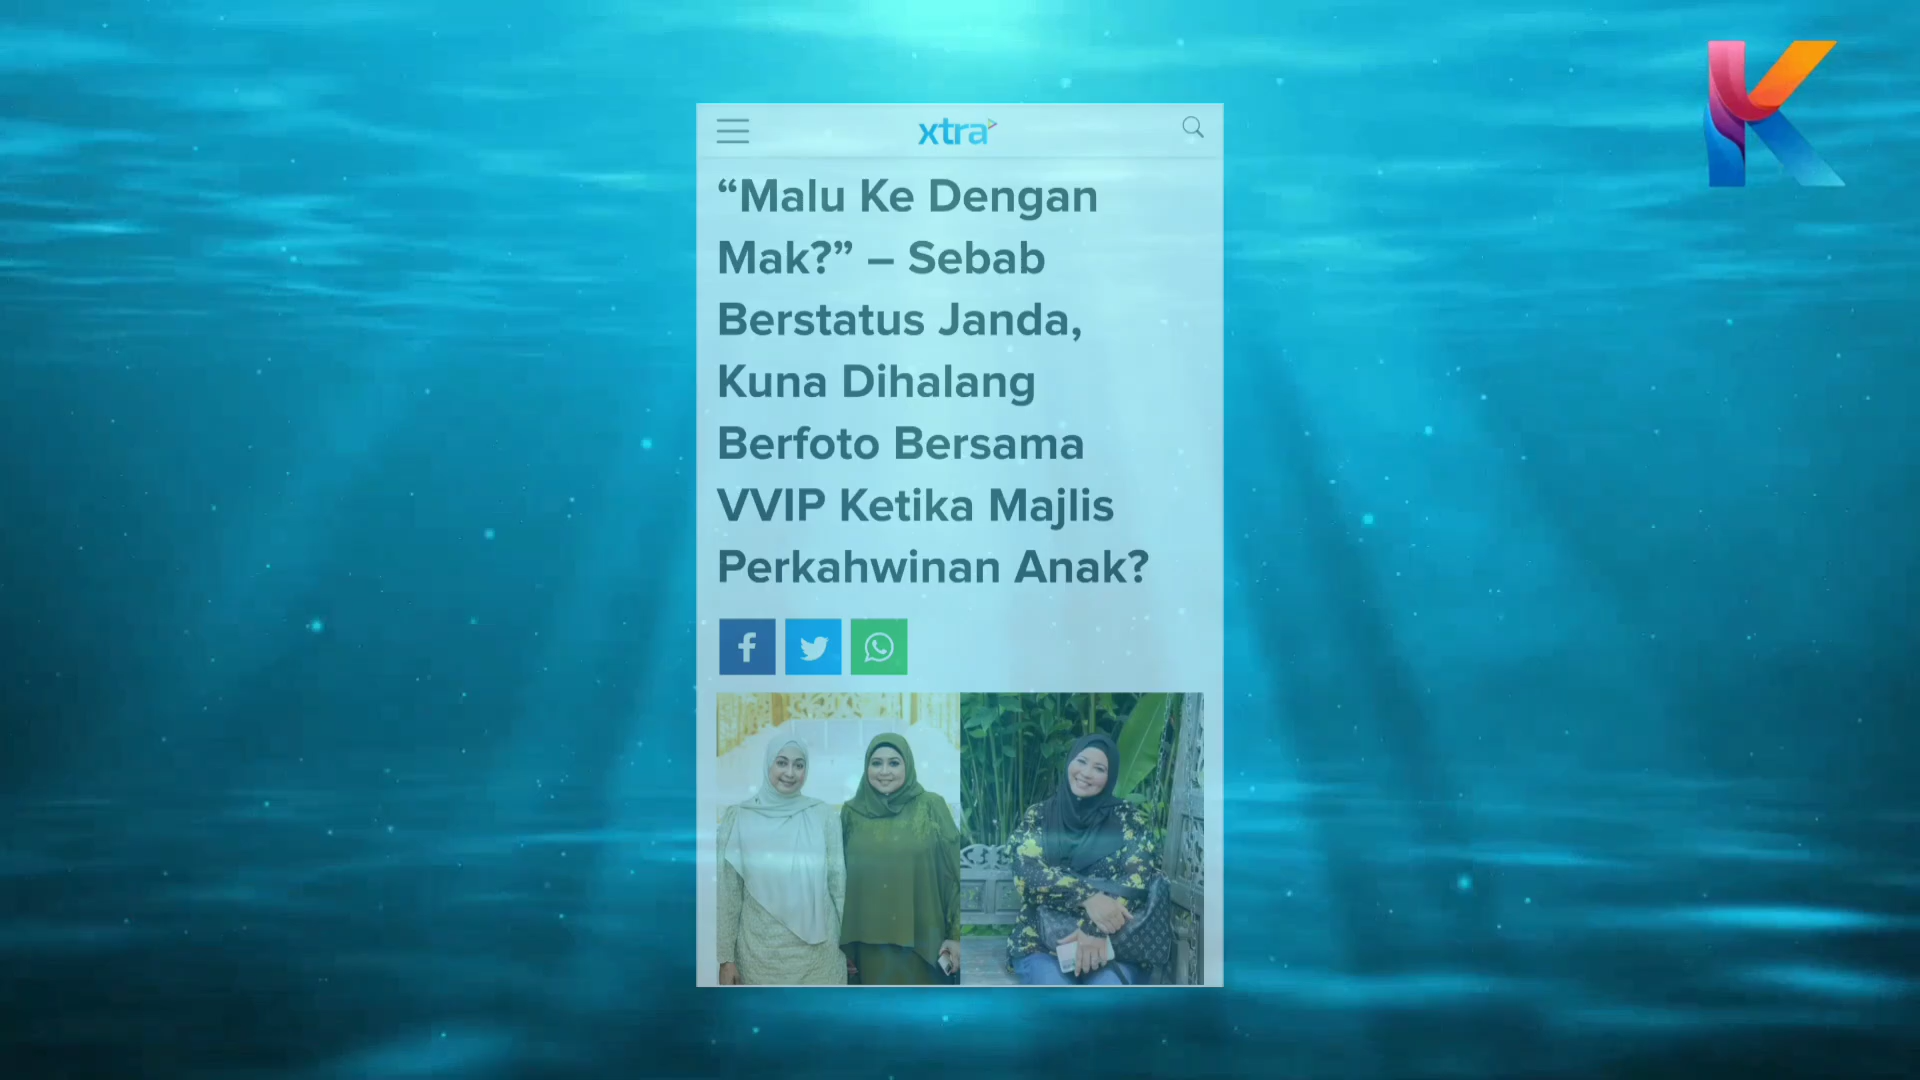 xtra
“Malu Ke Dengan
Mak?” – Sebab
Berstatus Janda,
Kuna Dihalang
Berfoto Bersama
VVIP Ketika Majlis
Perkahwinan Anak?
K